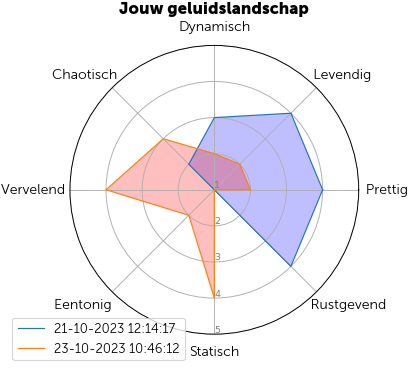 Jouw geluidslandschap
Dynamisch
Chaotisch
Levendig
Vervelend
Prettig
1
2
3
4
5
Eentonig
Rustgevend
Statisch
21-10-2023 12:14:17
23-10-2023 10:46:12